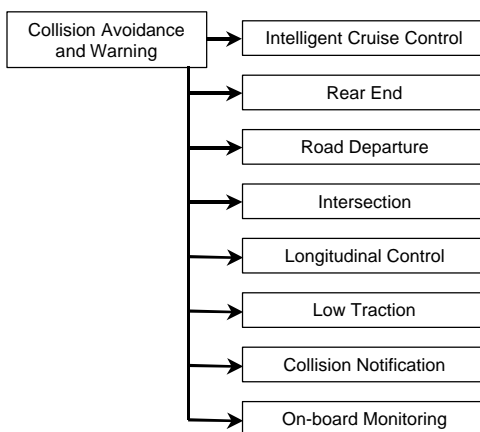 Collision Avoidance
and Warning
Intelligent Cruise Control
Rear End
Road Departure
Intersection
Longitudinal Control
Low Traction
Collision Notification
On-board Monitoring